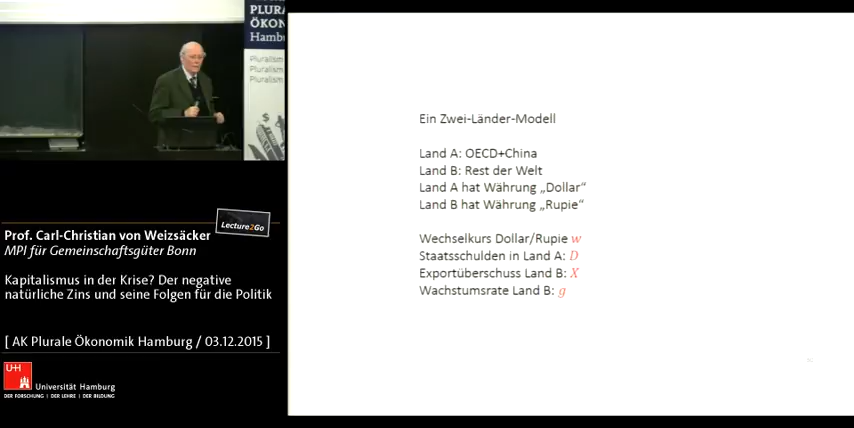 PLURA
ÖKON
Hambu
Pluralism
Pluralism
Pluralism
Lecture2Go
Prof. Carl-Christian von Weizsäcker
MPI für Gemeinschaftsgüter Bonn
Kapitalismus in der Krise? Der negative
natürliche Zins und seine Folgen für die Politik
[ AK Plurale Ökonomik Hamburg / 03.12.2015 ]
UH
Universität Hamburg
DER FORSCHUNG | DER LEHRE | DER BILDUNG
Ein Zwei-Länder-Modell
Land A: OECD+China
Land B: Rest der Welt
Land A hat Währung „Dollar“
Land B hat Währung „Rupie“
Wechselkurs Dollar/Rupie w
Staatsschulden in Land A: D
Exportüberschuss Land B: X
Wachstumsrate Land B: g